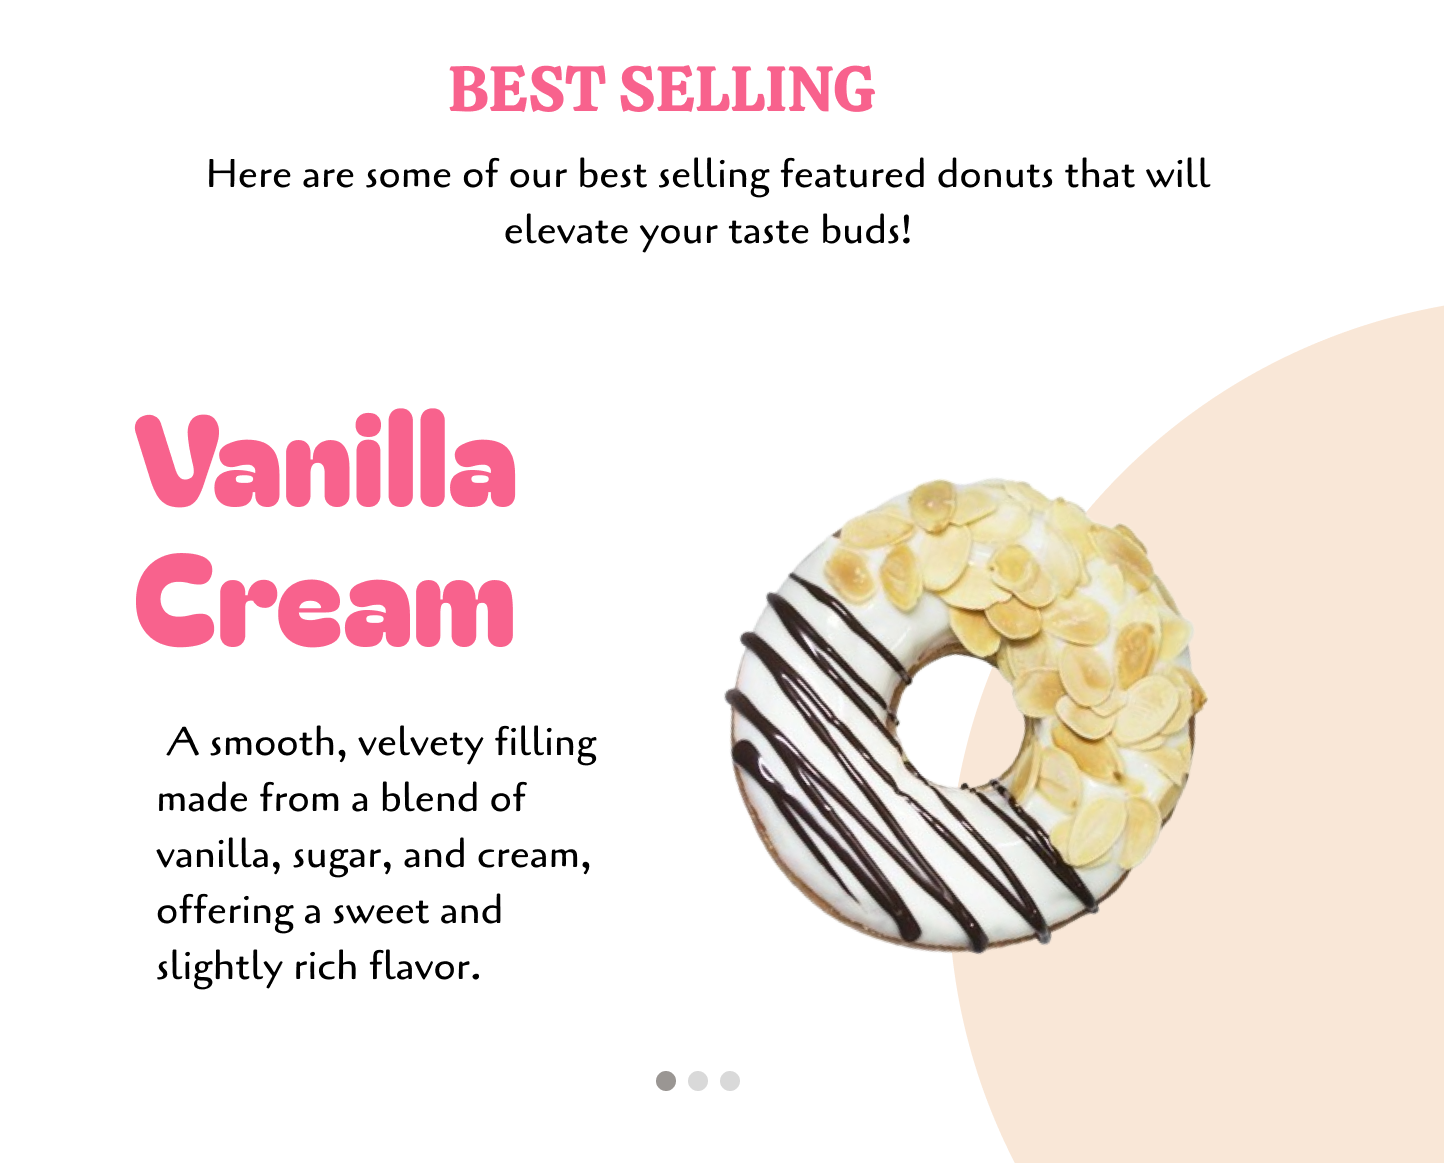 BEST SELLING
Here are some of our best selling featured donuts that will
elevate your taste buds!
Vanilla
Cream
A smooth, velvety filling
made from a blend of
vanilla, sugar, and cream,
offering a sweet and
slightly rich flavor.